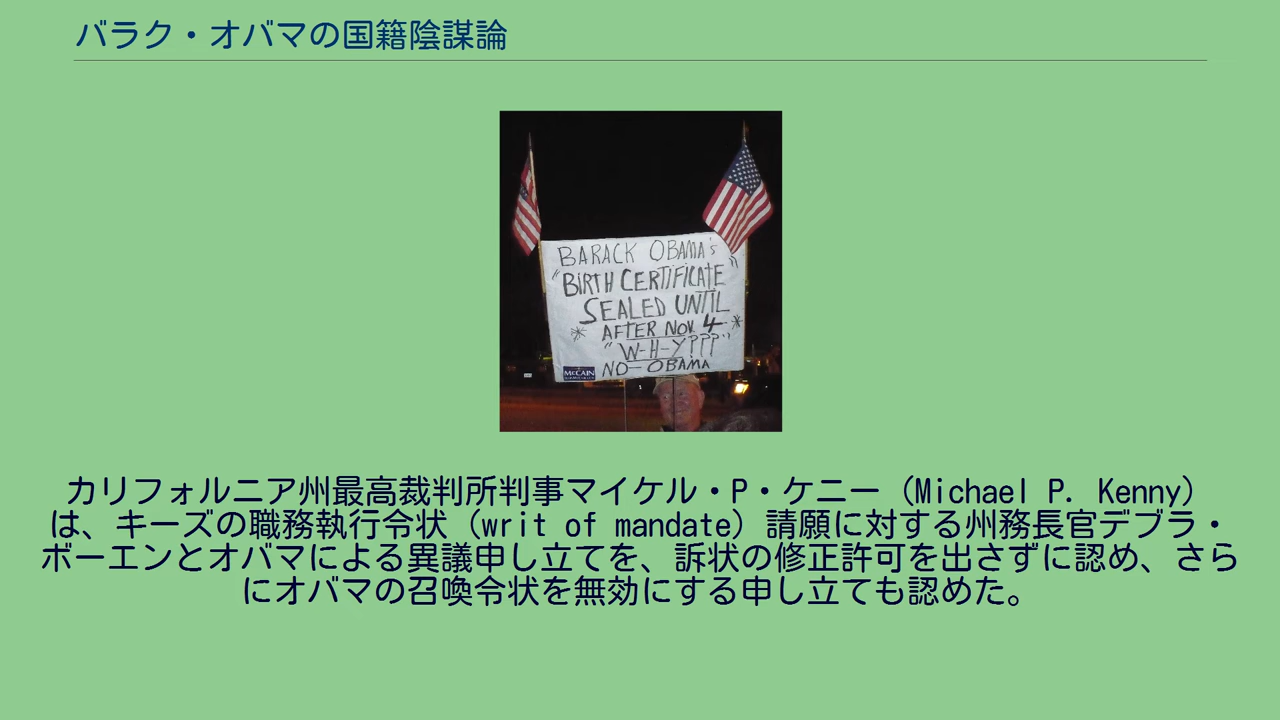 バラク・オバマの国籍陰謀論
BARACK OBAMA's
"BIRTH CERTIFICATE"
SEALED UNTIL
* AFTER NOV. 4 *
"W-H-Y???"
NO OBAMA
McCAIN
カリフォルニア州最高裁判所判事マイケル・P・ケニー（Michael P. Kenny）
は、キーズの職務執行令状（writ of mandate）請願に対する州務長官デブラ・
ボーエンとオバマによる異議申し立てを、訴状の修正許可を出さずに認め、さら
にオバマの召喚令状を無効にする申し立ても認めた。